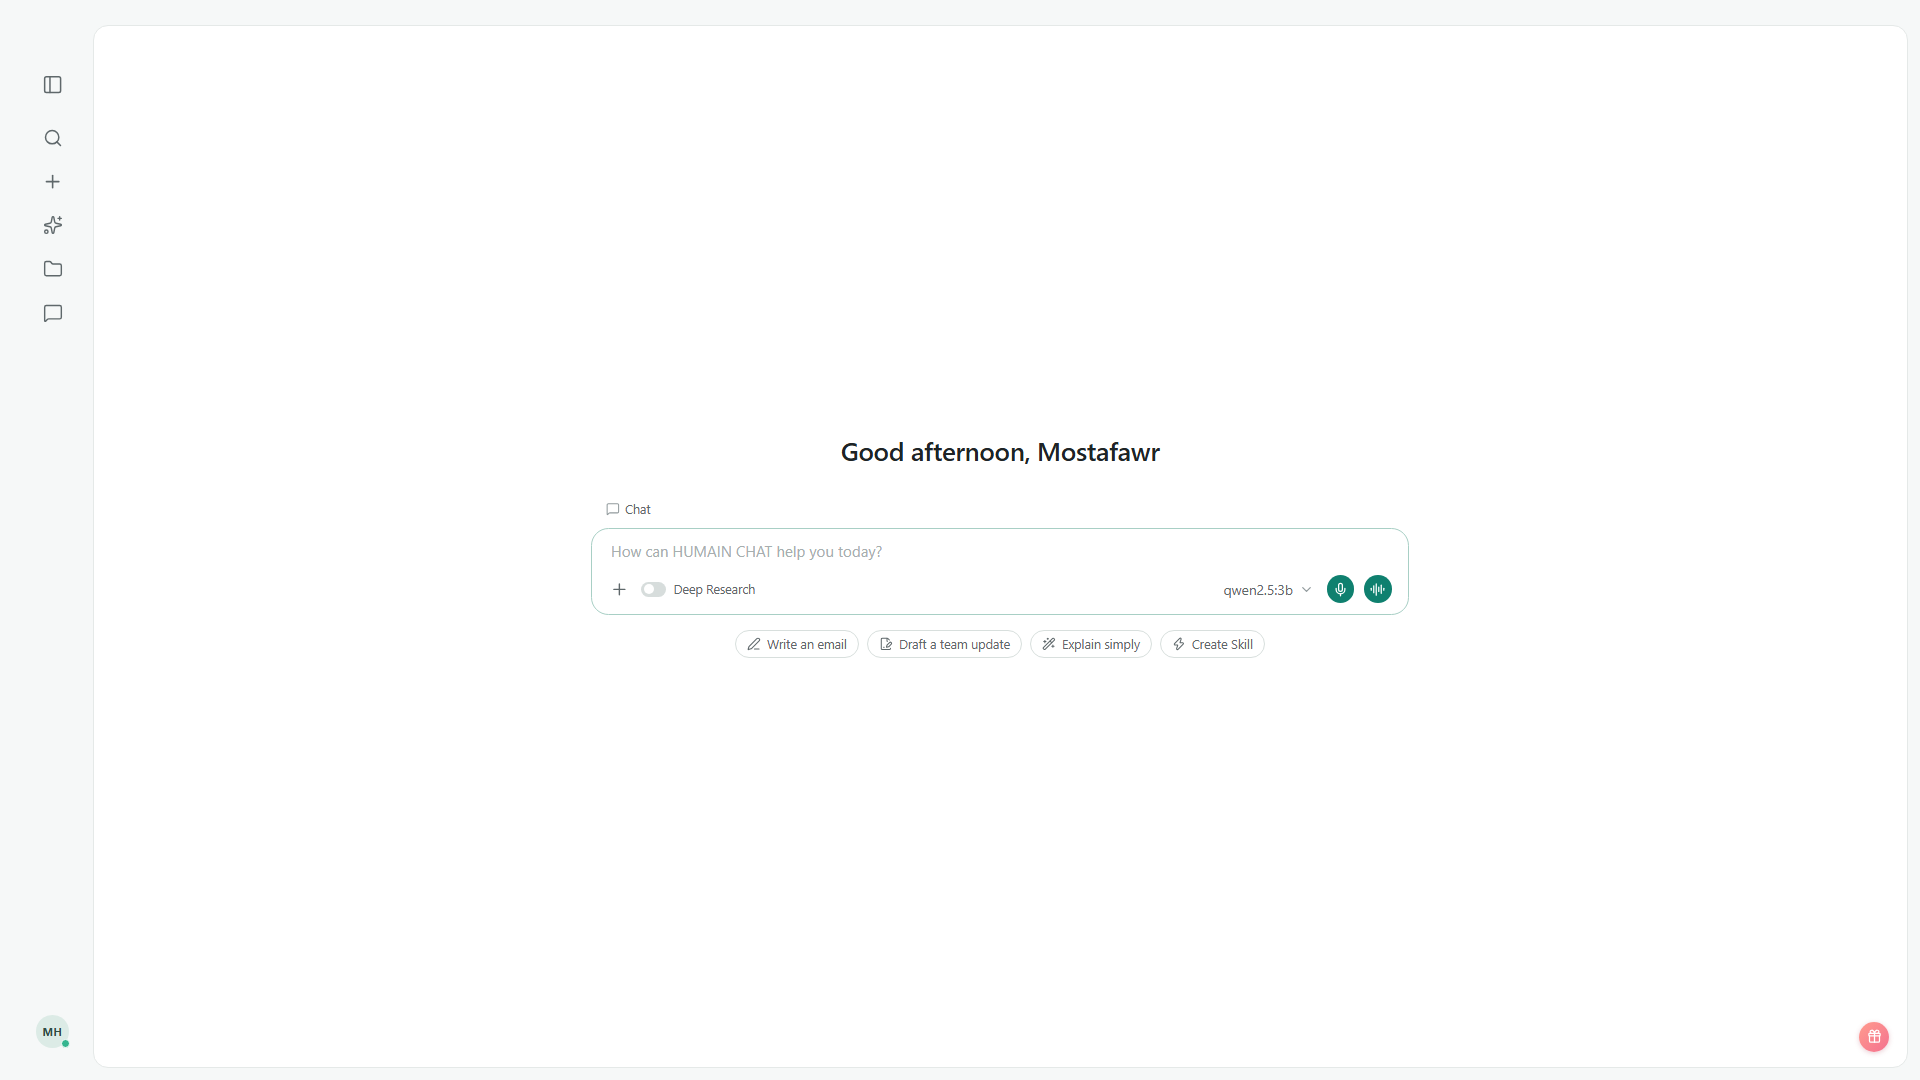 Good afternoon, Mostafawr
Chat
How can HUMAIN CHAT help you today?
Deep Research
qwen2.5:3b
Write an email
Draft a team update
Explain simply
Create Skill
MH